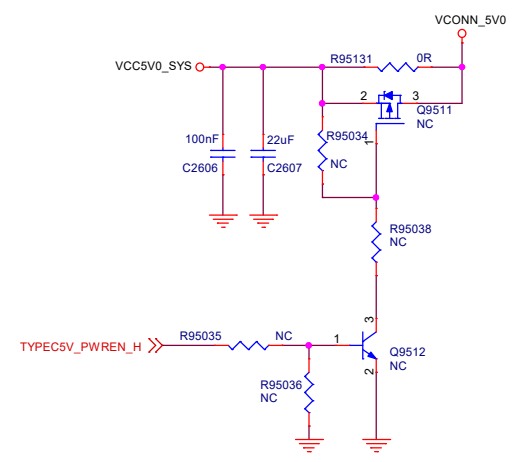 VCONN_5V0
VCC5V0_SYS
R95131 0R
2 3
Q9511
NC
1
100nF
C2606
22uF
C2607
R95034
NC
R95038
NC
TYPEC5V_PWREN_H
R95035 NC
1
3
2
Q9512
NC
R95036
NC